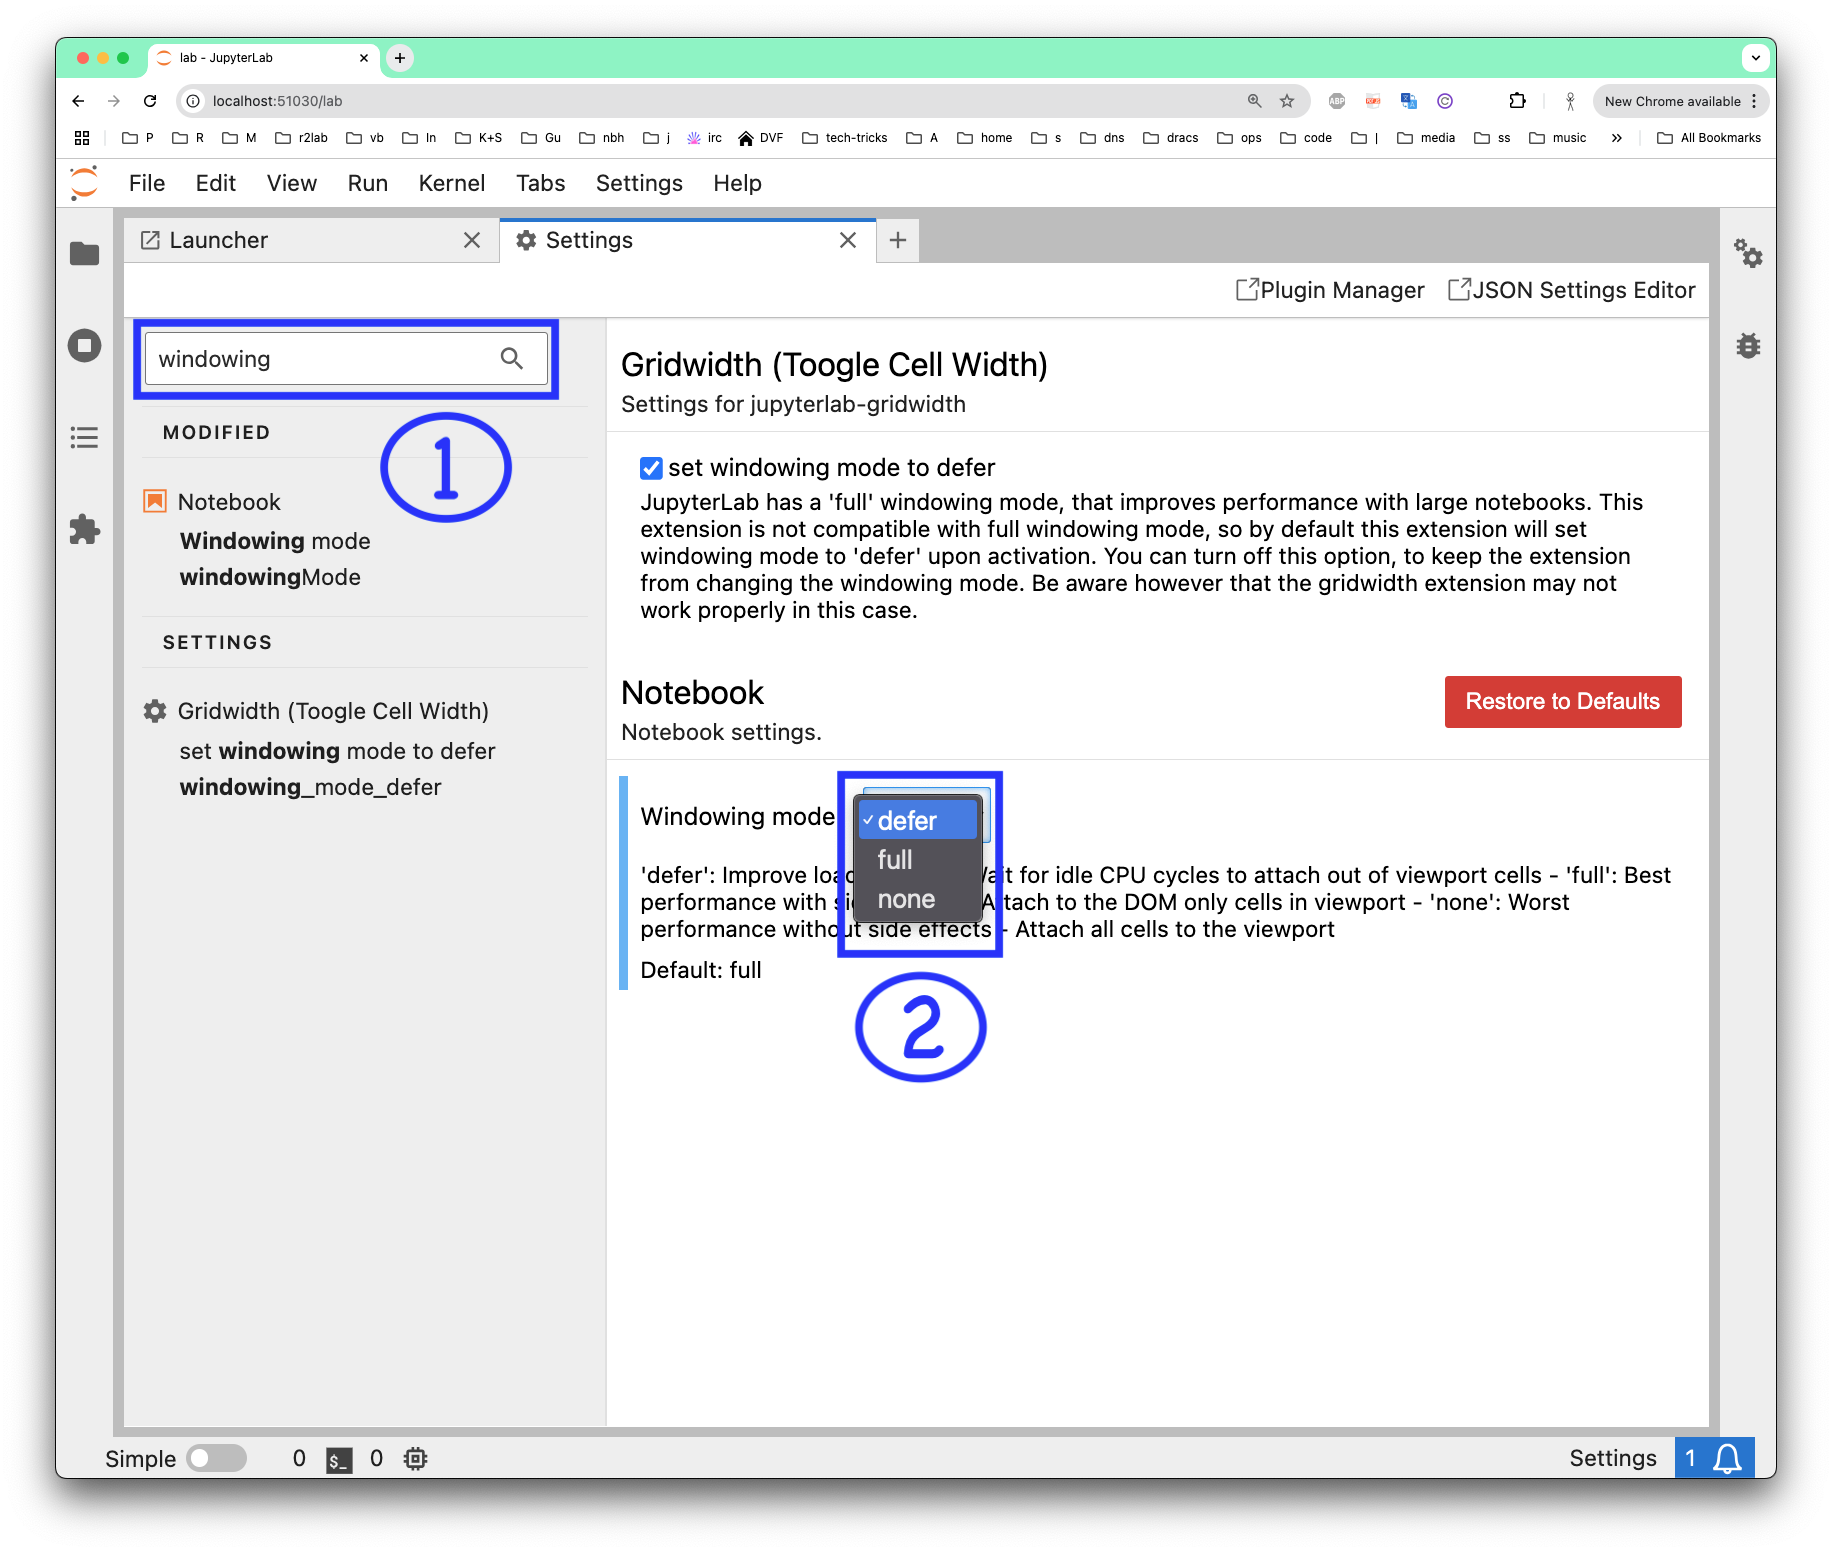 lab - JupyterLab
localhost:51030/lab
ABP
New Chrome available
P R M r2lab vb In K+S Gu nbh j irc DVF tech-tricks A home s dns dracs ops code | media ss music » All Bookmarks
File Edit View Run Kernel Tabs Settings Help
Launcher Settings
Plugin Manager JSON Settings Editor
windowing
1
MODIFIED
Notebook
Windowing mode
windowingMode
SETTINGS
Gridwidth (Toogle Cell Width)
set windowing mode to defer
windowing_mode_defer
Gridwidth (Toogle Cell Width)
Settings for jupyterlab-gridwidth
set windowing mode to defer
JupyterLab has a 'full' windowing mode, that improves performance with large notebooks. This
extension is not compatible with full windowing mode, so by default this extension will set
windowing mode to 'defer' upon activation. You can turn off this option, to keep the extension
from changing the windowing mode. Be aware however that the gridwidth extension may not
work properly in this case.
Notebook
Restore to Defaults
Notebook settings.
Windowing mode
defer
full
none
'defer': Improve for idle CPU cycles to attach out of viewport cells - 'full': Best
performance with Attach to the DOM only cells in viewport - 'none': Worst
performance without side effects - Attach all cells to the viewport
Default: full
2
Simple 0 $_ 0 Settings 1